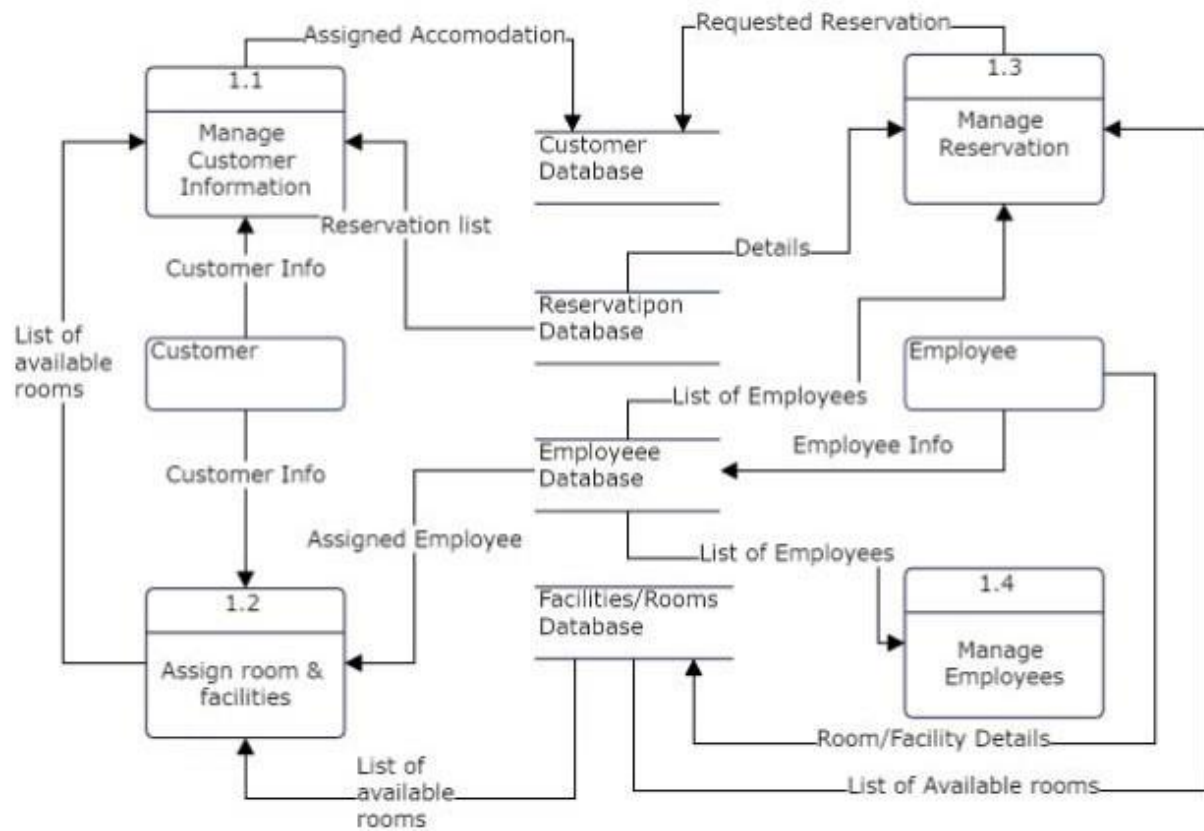 Assigned Accomodation
Requested Reservation
1.1
Manage
Customer
Information
Customer
Database
1.3
Manage
Reservation
Reservation list
Details
Customer Info
Reservatipon
Database
List of
available
rooms
Customer
Employee
List of Employees
Employee Info
Customer Info
Employeee
Database
Assigned Employee
List of Employees
1.2
Assign room &
facilities
Facilities/Rooms
Database
1.4
Manage
Employees
Room/Facility Details
List of
available
rooms
List of Available rooms